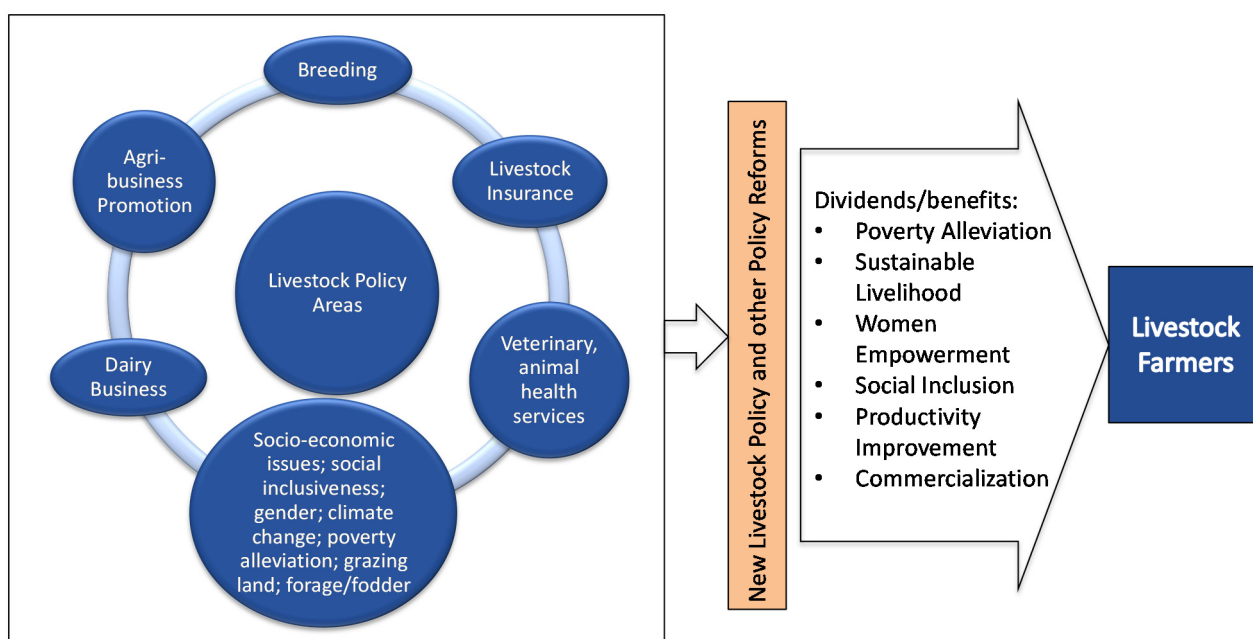 Breeding
Agri-
business
Promotion
Livestock
Insurance
Livestock Policy
Areas
Dairy
Business
Veterinary,
animal
health
services
Socio-economic
issues; social
inclusiveness;
gender; climate
change; poverty
alleviation; grazing
land; forage/fodder
New Livestock Policy and other Policy Reforms
Dividends/benefits:
• Poverty Alleviation
• Sustainable
Livelihood
• Women
Empowerment
• Social Inclusion
• Productivity
Improvement
• Commercialization
Livestock
Farmers